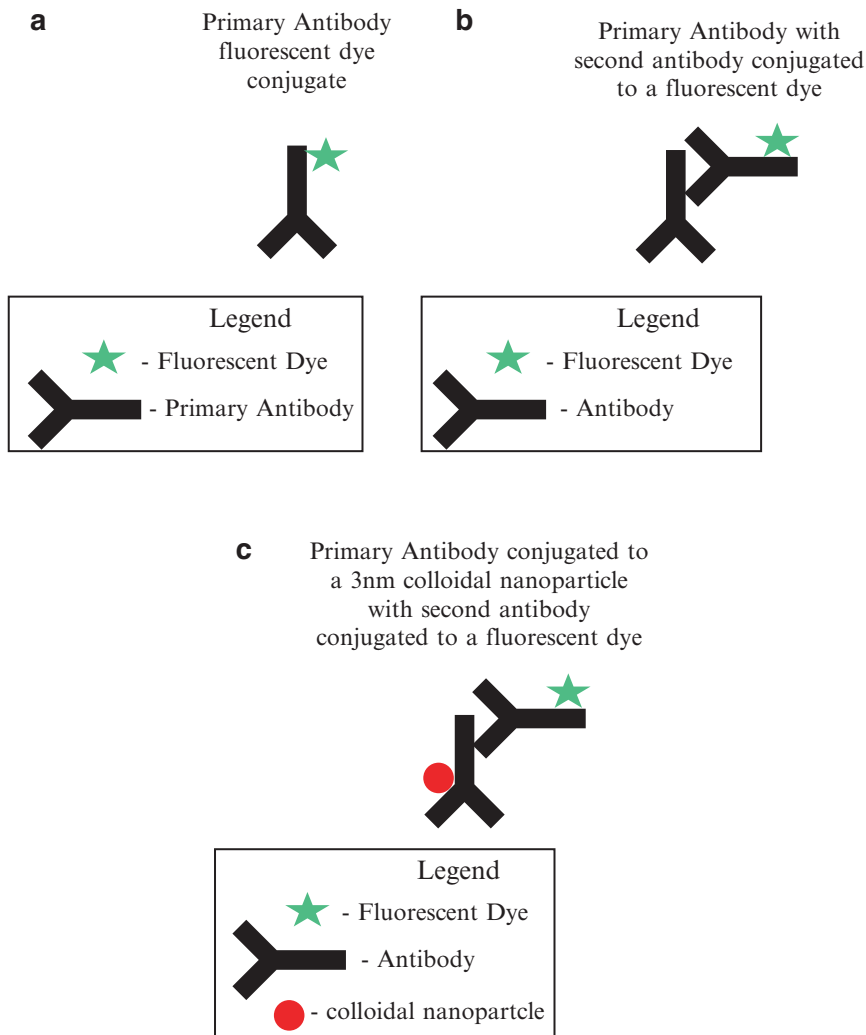 a
Primary Antibody
fluorescent dye
conjugate
Legend
- Fluorescent Dye
- Primary Antibody
b
Primary Antibody with
second antibody conjugated
to a fluorescent dye
Legend
- Fluorescent Dye
- Antibody
c
Primary Antibody conjugated to
a 3nm colloidal nanoparticle
with second antibody
conjugated to a fluorescent dye
Legend
- Fluorescent Dye
- Antibody
- colloidal nanopartcle